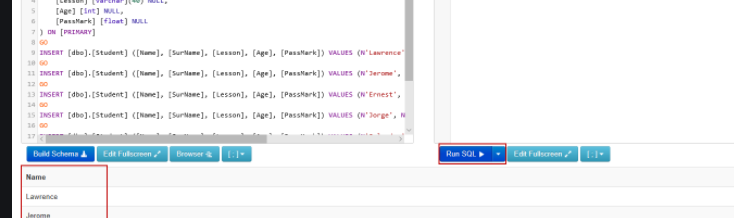 [Lesson] [varchar](40) NULL,
5 [Age] [int] NULL,
6 [PassMark] [float] NULL
7 ) ON [PRIMARY]
8 GO
9 INSERT [dbo].[Student] ([Name], [SurName], [Lesson], [Age], [PassMark]) VALUES (N'Lawrence'
10 GO
11 INSERT [dbo].[Student] ([Name], [SurName], [Lesson], [Age], [PassMark]) VALUES (N'Jerome',
12 GO
13 INSERT [dbo].[Student] ([Name], [SurName], [Lesson], [Age], [PassMark]) VALUES (N'Ernest',
14 GO
15 INSERT [dbo].[Student] ([Name], [SurName], [Lesson], [Age], [PassMark]) VALUES (N'Jorge', N
16 GO
17
Build Schema Edit Fullscreen Browser [ ; ] Run SQL Edit Fullscreen [ ; ]
Name
Lawrence
Jerome